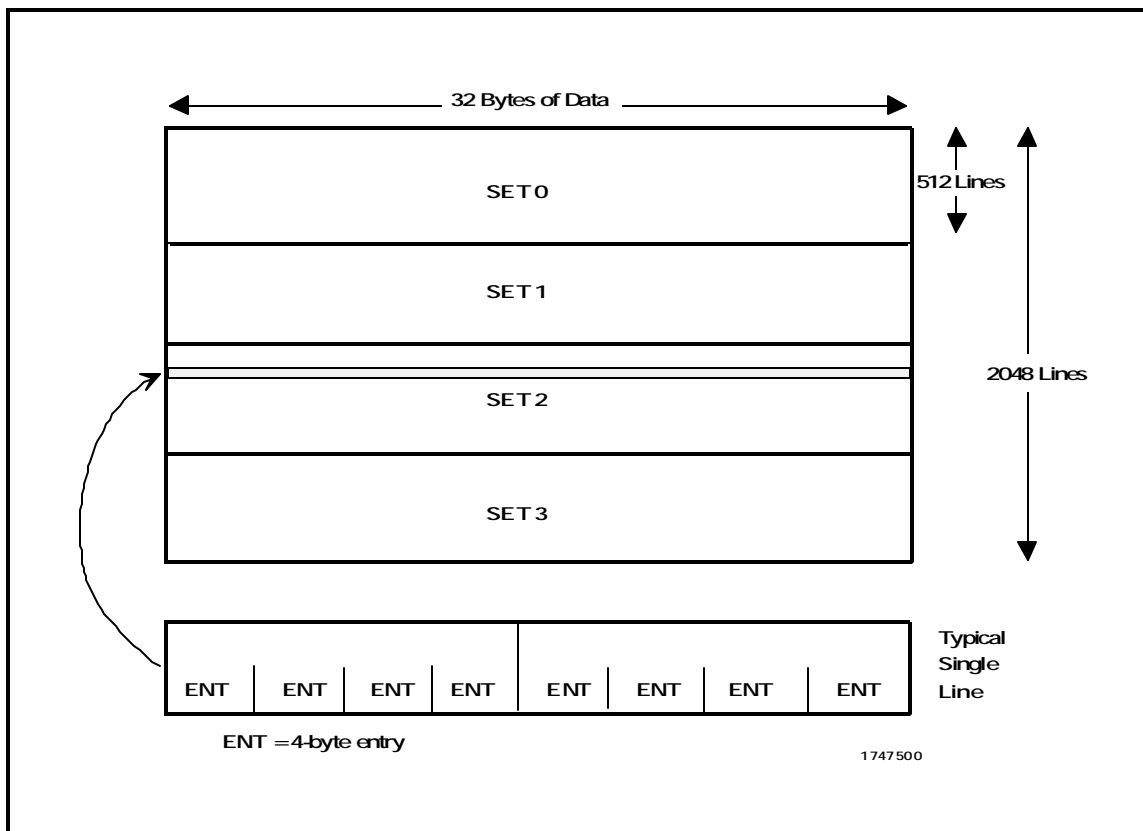 32 Bytes of Data
SET 0
512 Lines
SET 1
2048 Lines
SET 2
SET 3
Typical
Single
Line
ENT ENT ENT ENT ENT ENT ENT ENT
ENT = 4-byte entry
1747500